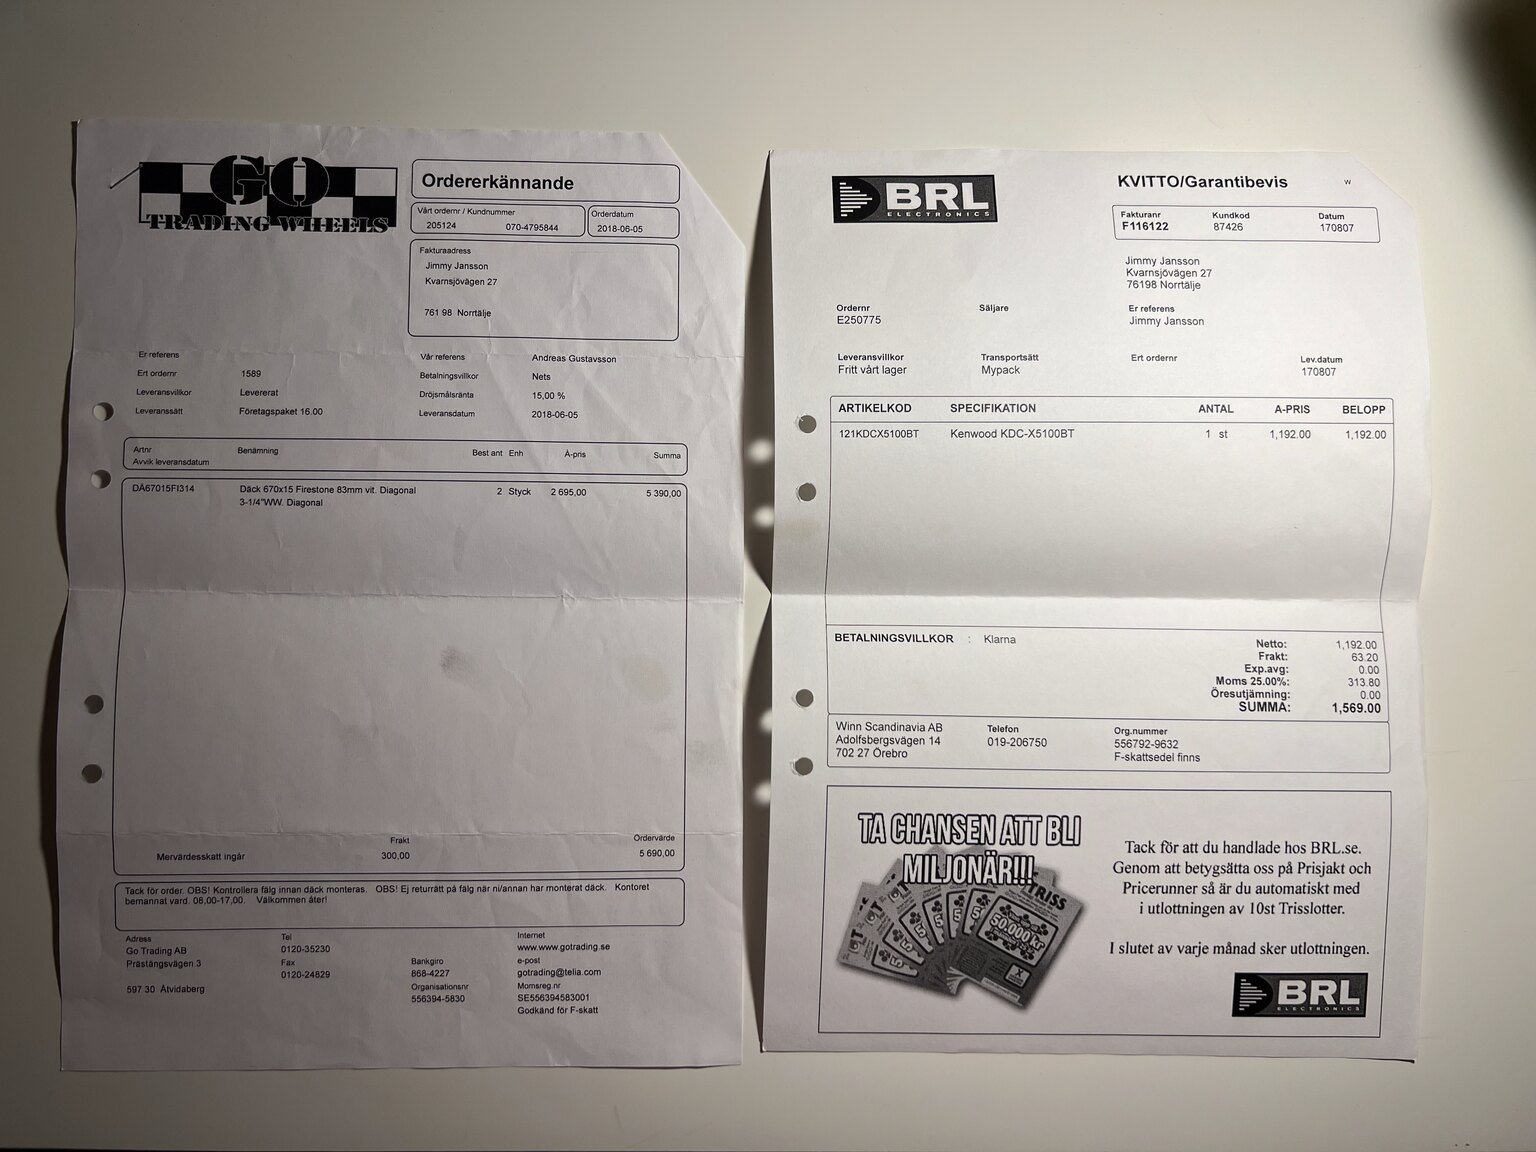 GO
TRADING WHEELS
Ordererkännande
Vårt ordernr / Kundnummer
205124 070-4795844
Orderdatum
2018-06-05
Fakturaadress
Jimmy Jansson
Kvarnsjövägen 27
761 98 Norrtälje
Er referens
Ert ordernr 1589
Leveransvillkor Levererat
Leveranssätt Företagspaket 16.00
Vår referens Andreas Gustavsson
Betalningsvillkor Nets
Dröjsmålsränta 15,00 %
Leveransdatum 2018-06-05
Artnr Benämning Best ant Enh À-pris Summa
Avvik leveransdatum
DÄ67015FI314 Däck 670x15 Firestone 83mm vit. Diagonal 2 Styck 2 695,00 5 390,00
3-1/4"WW. Diagonal
Frakt Ordervärde
Mervärdesskatt ingår 300,00 5 690,00
Tack för order. OBS! Kontrollera fälg innan däck monteras. OBS! Ej returrätt på fälg när ni/annan har monterat däck. Kontoret
bemannat vard. 08,00-17,00. Välkommen åter!
Adress
Go Trading AB
Prästängsvägen 3
597 30 Åtvidaberg
Tel
0120-35230
Fax
0120-24829
Bankgiro
868-4227
Organisationsnr
556394-5830
Internet
www.www.gotrading.se
e-post
gotrading@telia.com
Momsreg.nr
SE556394583001
Godkänd för F-skatt
BRL
ELECTRONICS
KVITTO/Garantibevis W
Fakturanr Kundkod Datum
F116122 87426 170807
Jimmy Jansson
Kvarnsjövägen 27
76198 Norrtälje
Ordernr Säljare Er referens
E250775 Jimmy Jansson
Leveransvillkor Transportsätt Ert ordernr Lev.datum
Fritt vårt lager Mypack 170807
ARTIKELKOD SPECIFIKATION ANTAL A-PRIS BELOPP
121KDCX5100BT Kenwood KDC-X5100BT 1 st 1,192.00 1,192.00
BETALNINGSVILLKOR : Klarna
Netto: 1,192.00
Frakt: 63.20
Exp.avg: 0.00
Moms 25.00%: 313.80
Öresutjämning: 0.00
SUMMA: 1,569.00
Winn Scandinavia AB
Adolfsbergsvägen 14
702 27 Örebro
Telefon
019-206750
Org.nummer
556792-9632
F-skattsedel finns
TA CHANSEN ATT BLI
MILJONÄR!!!
TRISS
50.000 kr
Tack för att du handlade hos BRL.se.
Genom att betygsätta oss på Prisjakt och
Pricerunner så är du automatiskt med
i utlottningen av 10st Trisslotter.
I slutet av varje månad sker utlottningen.
BRL
ELECTRONICS